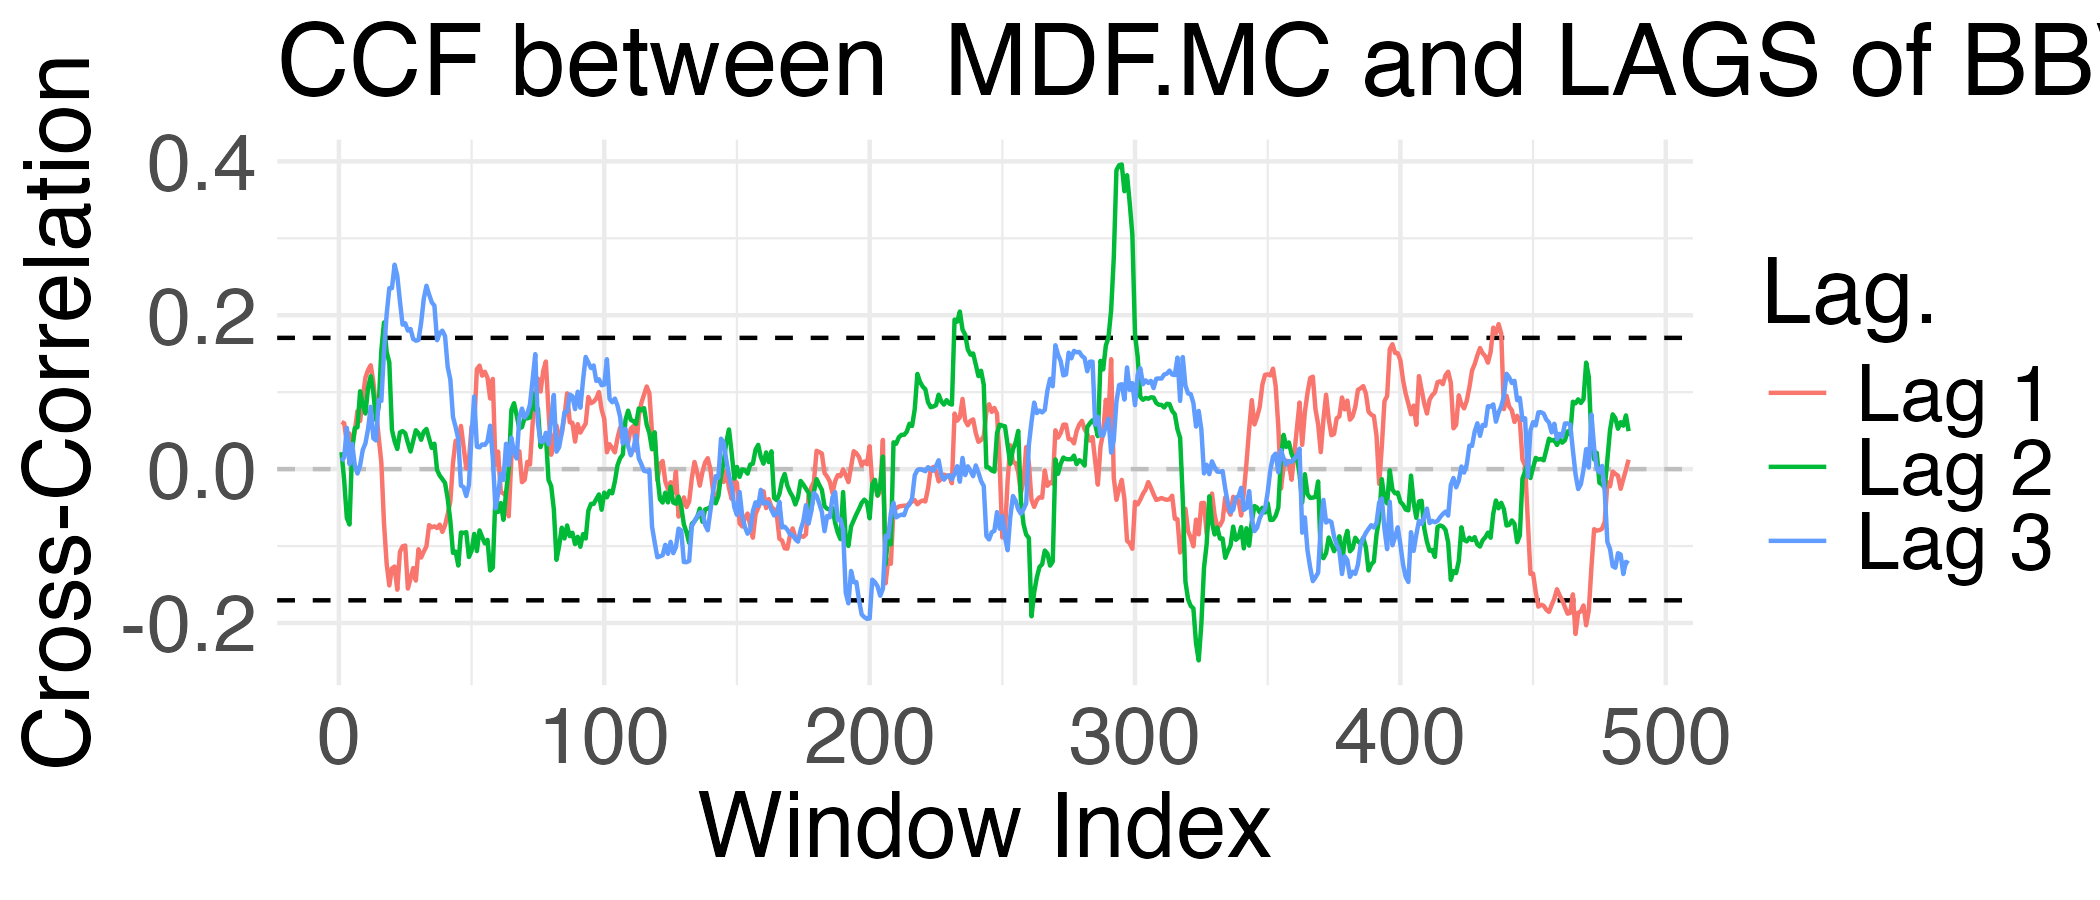 CCF between MDF.MC and LAGS of BB
Cross-Correlation
0.4
0.2
0.0
-0.2
0
100
200
300
400
500
Window Index
Lag.
Lag 1
Lag 2
Lag 3